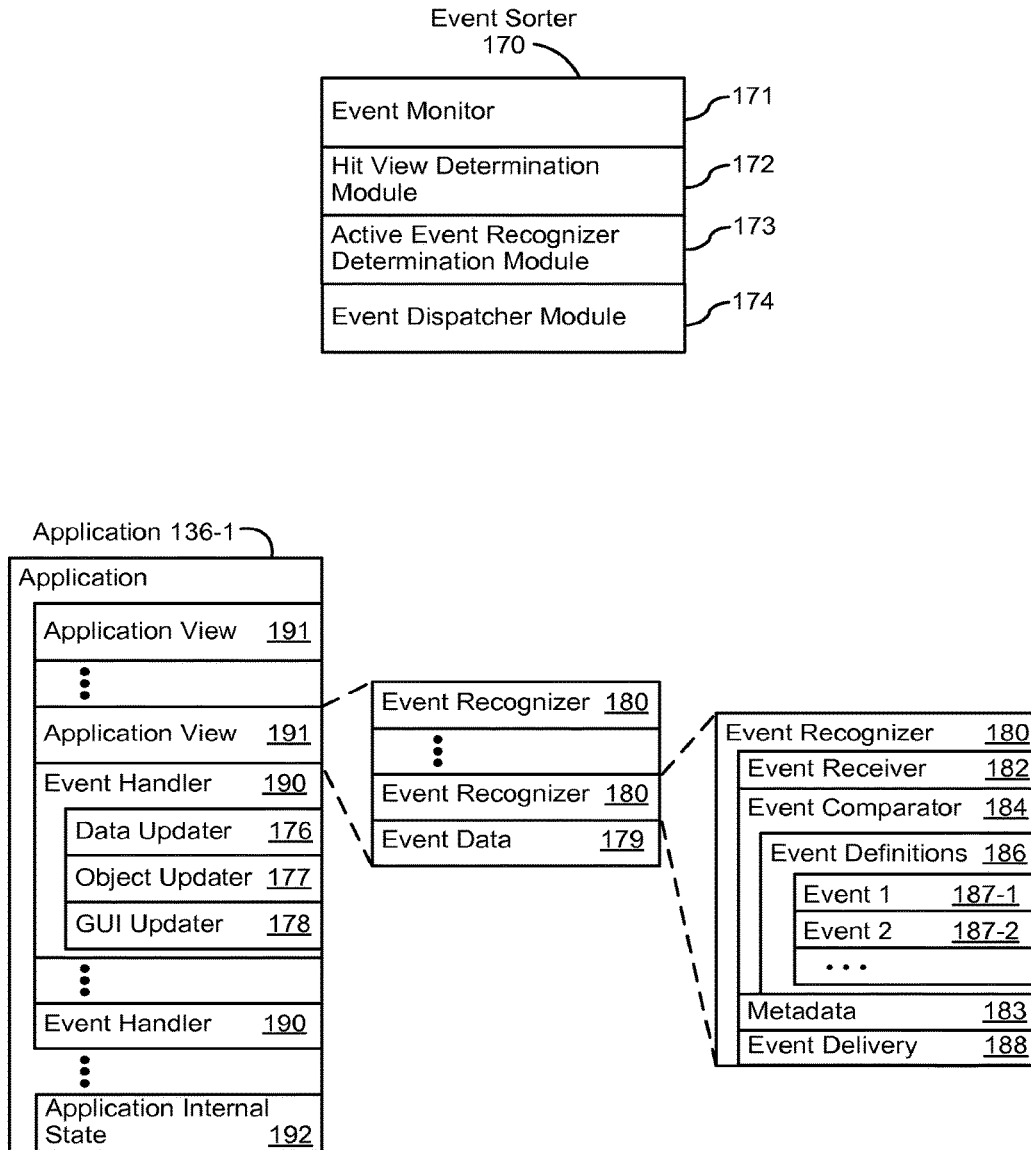 Event Sorter
170
Event Monitor
171
Hit View Determination
Module
172
Active Event Recognizer
Determination Module
173
Event Dispatcher Module
174
Application 136-1
Application
Application View 191
Application View 191
Event Handler 190
Data Updater 176
Object Updater 177
GUI Updater 178
Event Handler 190
Application Internal
State 192
Event Recognizer 180
Event Recognizer 180
Event Data 179
Event Recognizer 180
Event Receiver 182
Event Comparator 184
Event Definitions 186
Event 1 187-1
Event 2 187-2
• • •
Metadata 183
Event Delivery 188